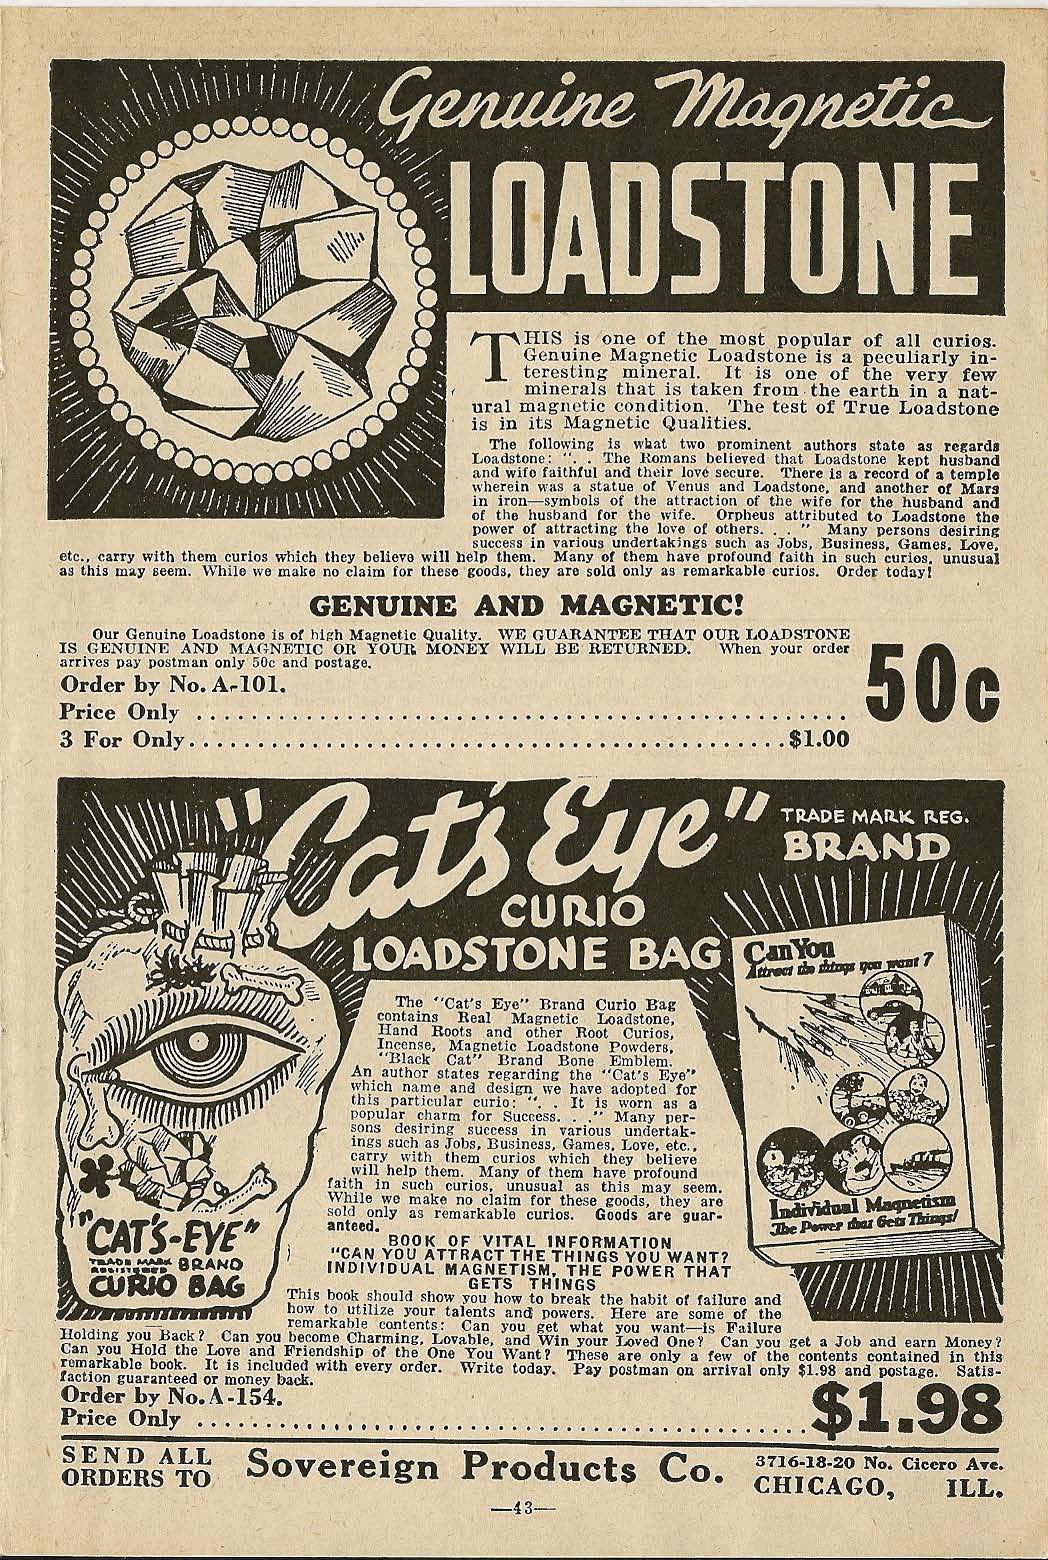 Genuine Magnetic
LOADSTONE
THIS is one of the most popular of all curios.
Genuine Magnetic Loadstone is a peculiarly in-
teresting mineral. It is one of the very few
minerals that is taken from the earth in a nat-
ural magnetic condition. The test of True Loadstone
is in its Magnetic Qualities.
The following is what two prominent authors state as regards
Loadstone: ". . The Romans believed that Loadstone kept husband
and wife faithful and their love secure. There is a record of a temple
wherein was a statue of Venus and Loadstone, and another of Mars
in iron—symbols of the attraction of the wife for the husband and
of the husband for the wife. Orpheus attributed to Loadstone the
power of attracting the love of others. . ." Many persons desiring
success in various undertakings such as Jobs, Business, Games, Love,
etc., carry with them curios which they believe will help them. Many of them have profound faith in such curios, unusual
as this may seem. While we make no claim for these goods, they are sold only as remarkable curios. Order today!
GENUINE AND MAGNETIC!
Our Genuine Loadstone is of high Magnetic Quality. WE GUARANTEE THAT OUR LOADSTONE
IS GENUINE AND MAGNETIC OR YOUR MONEY WILL BE RETURNED. When your order
arrives pay postman only 50c and postage.
Order by No. A-101.
Price Only .......... 50c
3 For Only.......... $1.00
"Cat's Eye"
TRADE MARK REG.
BRAND
CURIO
LOADSTONE BAG
The "Cat's Eye" Brand Curio Bag
contains Real Magnetic Loadstone,
Hand Roots and other Root Curios,
Incense, Magnetic Loadstone Powders,
"Black Cat" Brand Bone Emblem.
An author states regarding the "Cat's Eye"
which name and design we have adopted for
this particular curio: ". . It is worn as a
popular charm for Success. . ." Many per-
sons desiring success in various undertak-
ings such as Jobs, Business, Games, Love, etc.,
carry with them curios which they believe
will help them. Many of them have profound
faith in such curios, unusual as this may seem.
While we make no claim for these goods, they are
sold only as remarkable curios. Goods are guar-
anteed.
"CAT'S-EYE"
TRADE MARK
REGISTERED BRAND
CURIO BAG
Can You
Attract the things you want?
Individual Magnetism
The Power that Gets Things!
BOOK OF VITAL INFORMATION
"CAN YOU ATTRACT THE THINGS YOU WANT?
INDIVIDUAL MAGNETISM, THE POWER THAT
GETS THINGS
This book should show you how to break the habit of failure and
how to utilize your talents and powers. Here are some of the
remarkable contents: Can you get what you want—is Failure
Holding you Back? Can you become Charming, Lovable, and Win your Loved One? Can you get a Job and earn Money?
Can you Hold the Love and Friendship of the One You Want? These are only a few of the contents contained in this
remarkable book. It is included with every order. Write today. Pay postman on arrival only $1.98 and postage. Satis-
faction guaranteed or money back.
Order by No. A-154.
Price Only .......... $1.98
SEND ALL
ORDERS TO
Sovereign Products Co.
3716-18-20 No. Cicero Ave.
CHICAGO, ILL.
—43—